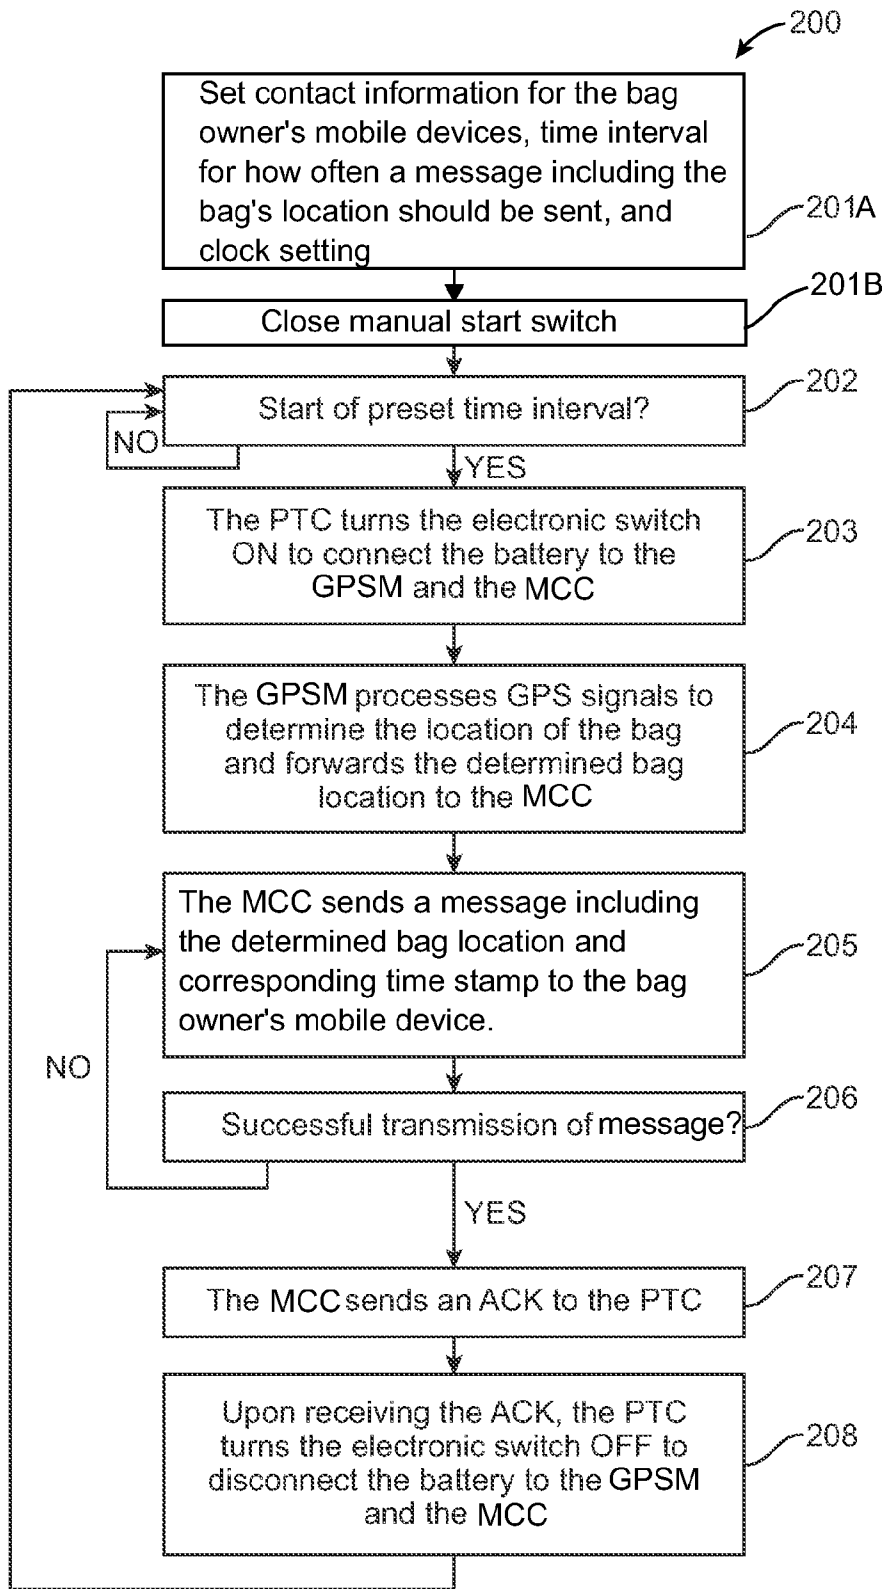 200
Set contact information for the bag
owner's mobile devices, time interval
for how often a message including the
bag's location should be sent, and
clock setting
201A
201B
Close manual start switch
202
Start of preset time interval?
NO
YES
The PTC turns the electronic switch
ON to connect the battery to the
GPSM and the MCC
203
The GPSM processes GPS signals to
determine the location of the bag
and forwards the determined bag
location to the MCC
204
The MCC sends a message including
the determined bag location and
corresponding time stamp to the bag
owner's mobile device.
205
NO
206
Successful transmission of message?
YES
207
The MCC sends an ACK to the PTC
Upon receiving the ACK, the PTC
turns the electronic switch OFF to
disconnect the battery to the GPSM
and the MCC
208